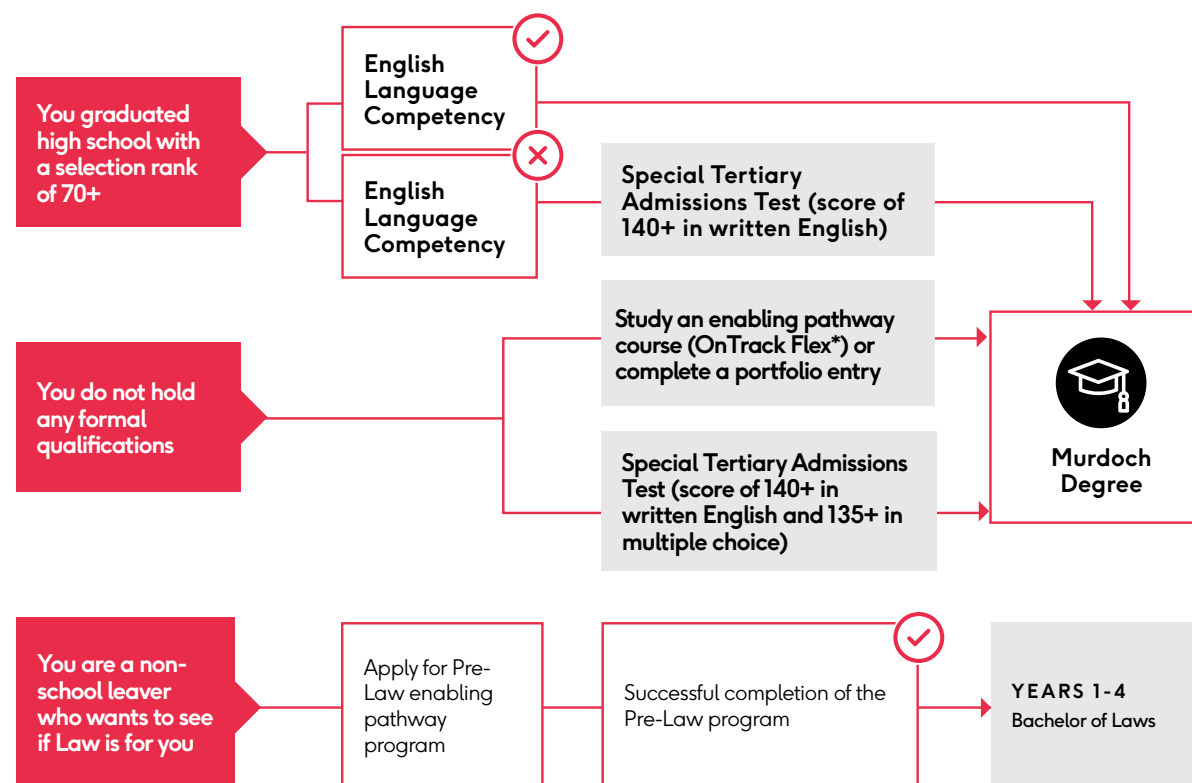 You graduated
high school with
a selection rank
of 70+
English
Language
Competency
English
Language
Competency
Special Tertiary
Admissions Test (score of
140+ in written English)
You do not hold
any formal
qualifications
Study an enabling pathway
course (OnTrack Flex*) or
complete a portfolio entry
Special Tertiary Admissions
Test (score of 140+ in
written English and 135+ in
multiple choice)
Murdoch
Degree
You are a non-
school leaver
who wants to see
if Law is for you
Apply for Pre-
Law enabling
pathway
program
Successful completion of the
Pre-Law program
YEARS 1-4
Bachelor of Laws